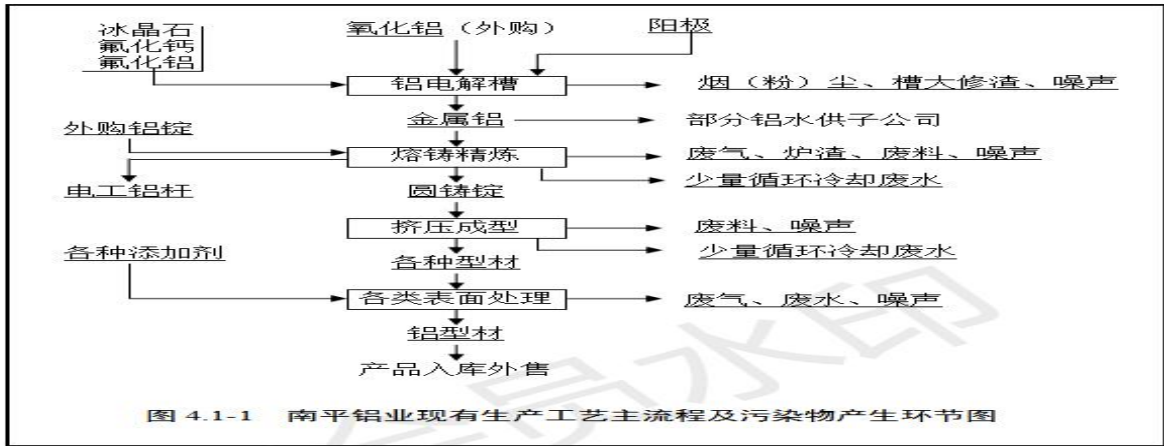 冰晶石
氟化钙
氟化铝
氧化铝（外购）
阳极
铝电解槽
烟（粉）尘、槽大修渣、噪声
金属铝
部分铝水供子公司
外购铝锭
熔铸精炼
废气、炉渣、废料、噪声
少量循环冷却废水
电工铝杆
圆铸锭
挤压成型
废料、噪声
少量循环冷却废水
各种添加剂
各种型材
各类表面处理
废气、废水、噪声
铝型材
产品入库外售
图 4.1-1 南平铝业现有生产工艺主流程及污染物产生环节图
水印